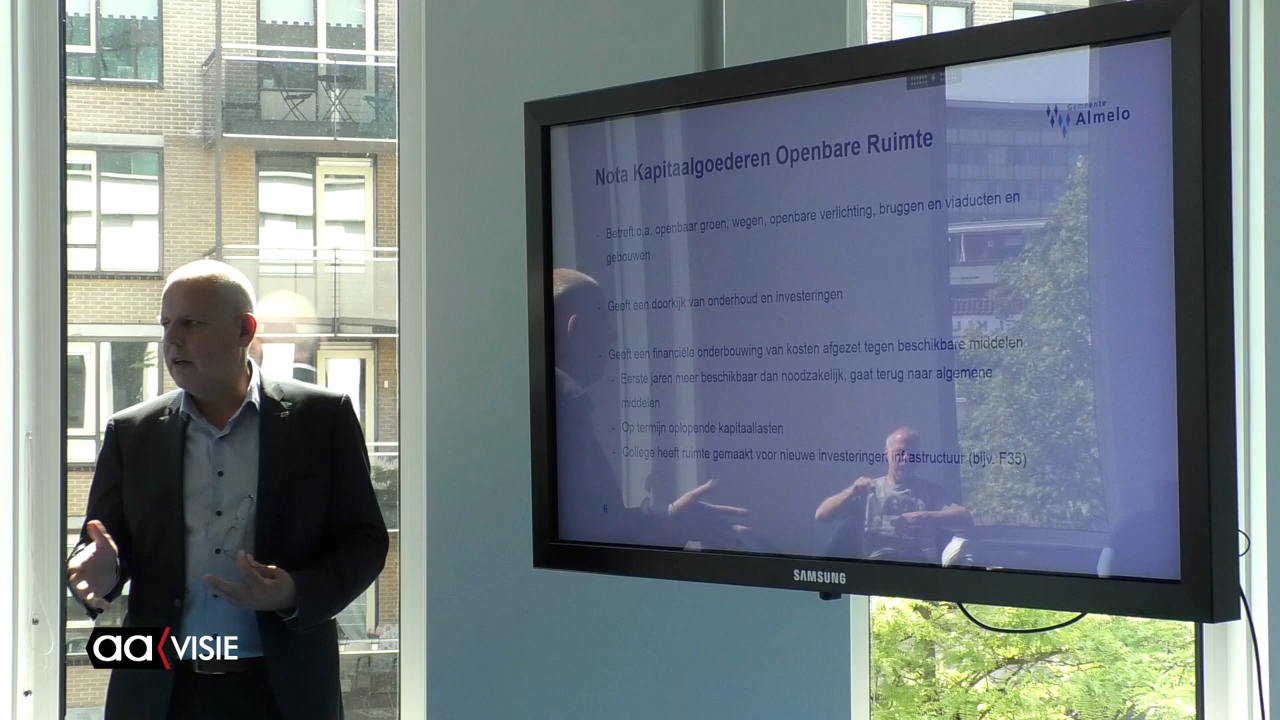 Gemeente
Almelo
Nota Kapitaalgoederen Openbare Ruimte
- Betreft o.a. openbaar groen, wegen, openbare verlichting, bruggen en viaducten en
gebouwen
- Geeft een doorkijk van onderhoud en investeringen
- Geeft een financiële onderbouwing van kosten afgezet tegen beschikbare middelen
- Eerste jaren meer beschikbaar dan noodzakelijk, gaat terug naar algemene
middelen
- Op termijn oplopende kapitaallasten
- College heeft ruimte gemaakt voor nieuwe investeringen infrastructuur (bijv. F35)
6
SAMSUNG
aa VISIE